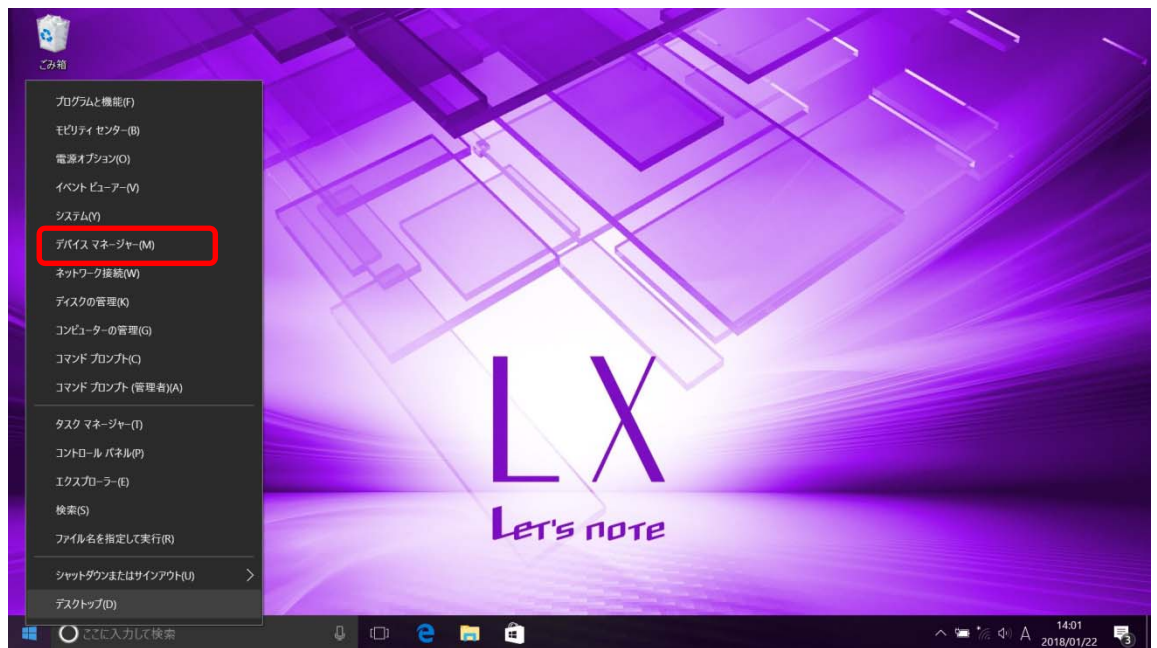 ごみ箱
プログラムと機能(F)
モビリティ センター(B)
電源オプション(O)
イベント ビューアー(V)
システム(Y)
デバイス マネージャー(M)
ネットワーク接続(W)
ディスクの管理(K)
コンピューターの管理(G)
コマンド プロンプト(C)
コマンド プロンプト (管理者)(A)
タスク マネージャー(T)
コントロール パネル(P)
エクスプローラー(E)
検索(S)
ファイル名を指定して実行(R)
シャットダウンまたはサインアウト(U)
デスクトップ(D)
LX
Let's note
ここに入力して検索
A
14:01
2018/01/22
3